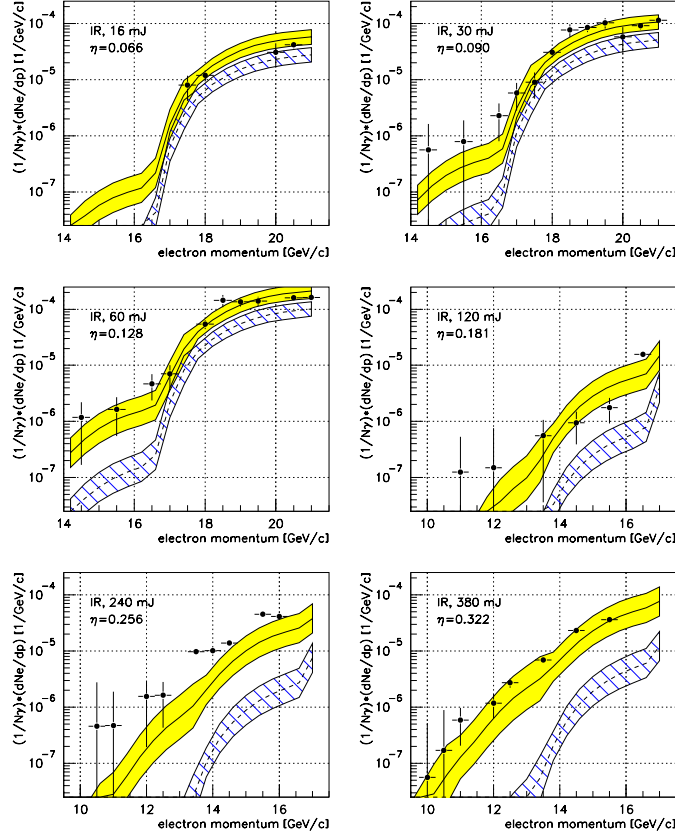 IR, 16 mJ
η=0.066
(1/Nγ)*(dNe/dp) [1/GeV/c]
10⁻⁴
10⁻⁵
10⁻⁶
10⁻⁷
14 16 18 20
electron momentum [GeV/c]
IR, 30 mJ
η=0.090
(1/Nγ)*(dNe/dp) [1/GeV/c]
10⁻⁴
10⁻⁵
10⁻⁶
10⁻⁷
14 16 18 20
electron momentum [GeV/c]
IR, 60 mJ
η=0.128
(1/Nγ)*(dNe/dp) [1/GeV/c]
10⁻⁴
10⁻⁵
10⁻⁶
10⁻⁷
14 16 18 20
electron momentum [GeV/c]
IR, 120 mJ
η=0.181
(1/Nγ)*(dNe/dp) [1/GeV/c]
10⁻⁴
10⁻⁵
10⁻⁶
10⁻⁷
10 12 14 16
electron momentum [GeV/c]
IR, 240 mJ
η=0.256
(1/Nγ)*(dNe/dp) [1/GeV/c]
10⁻⁴
10⁻⁵
10⁻⁶
10⁻⁷
10 12 14 16
electron momentum [GeV/c]
IR, 380 mJ
η=0.322
(1/Nγ)*(dNe/dp) [1/GeV/c]
10⁻⁴
10⁻⁵
10⁻⁶
10⁻⁷
10 12 14 16
electron momentum [GeV/c]